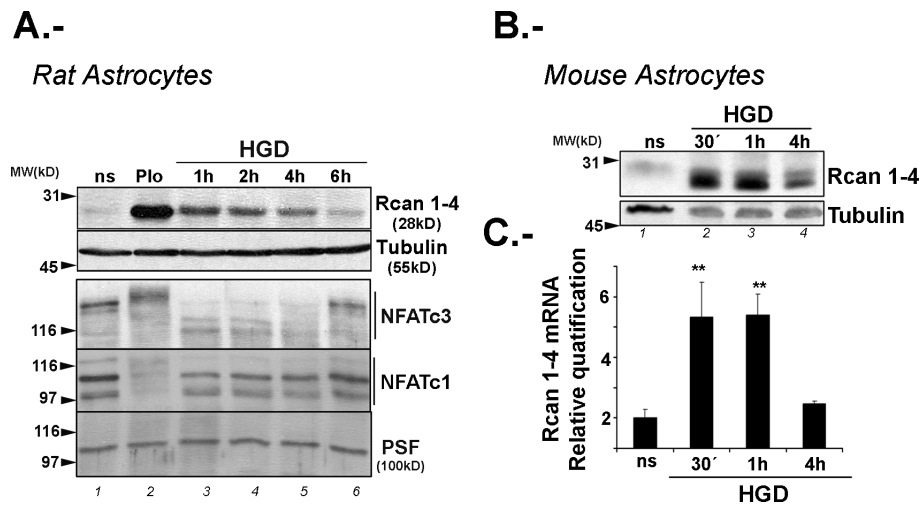 A.-
Rat Astrocytes
HGD
MW(kD) ns PIo 1h 2h 4h 6h
31
Rcan 1-4
(28kD)
Tubulin
(55kD)
45
NFATc3
116
116
NFATc1
97
116
PSF
(100kD)
97
1 2 3 4 5 6
B.-
Mouse Astrocytes
HGD
MW(kD) ns 30´ 1h 4h
31
Rcan 1-4
Tubulin
45
1 2 3 4
C.-
Rcan 1-4 mRNA
Relative quatification
6
4
2
** **
ns 30´ 1h 4h
HGD